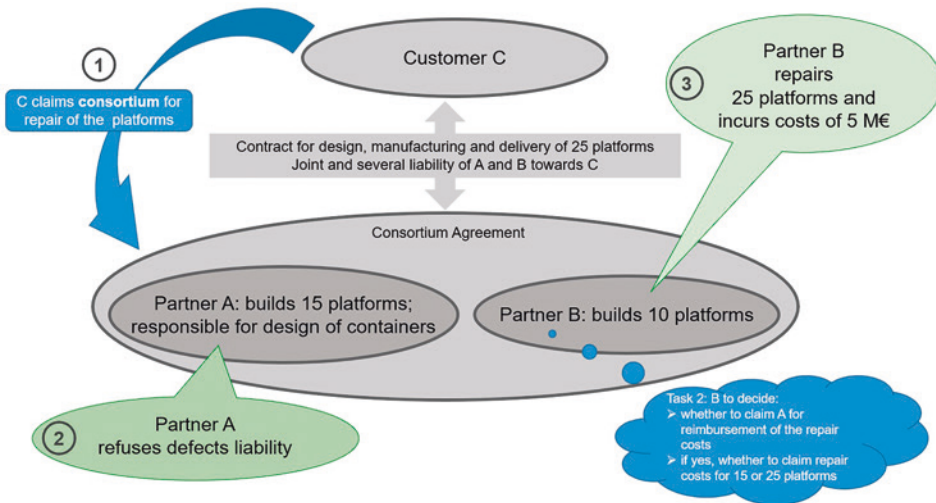 1
C claims consortium for
repair of the platforms
Customer C
Contract for design, manufacturing and delivery of 25 platforms
Joint and several liability of A and B towards C
3
Partner B
repairs
25 platforms and
incurs costs of 5 M€
Consortium Agreement
Partner A: builds 15 platforms;
responsible for design of containers
Partner B: builds 10 platforms
2
Partner A
refuses defects liability
Task 2: B to decide:
➢ whether to claim A for
reimbursement of the repair
costs
➢ if yes, whether to claim repair
costs for 15 or 25 platforms